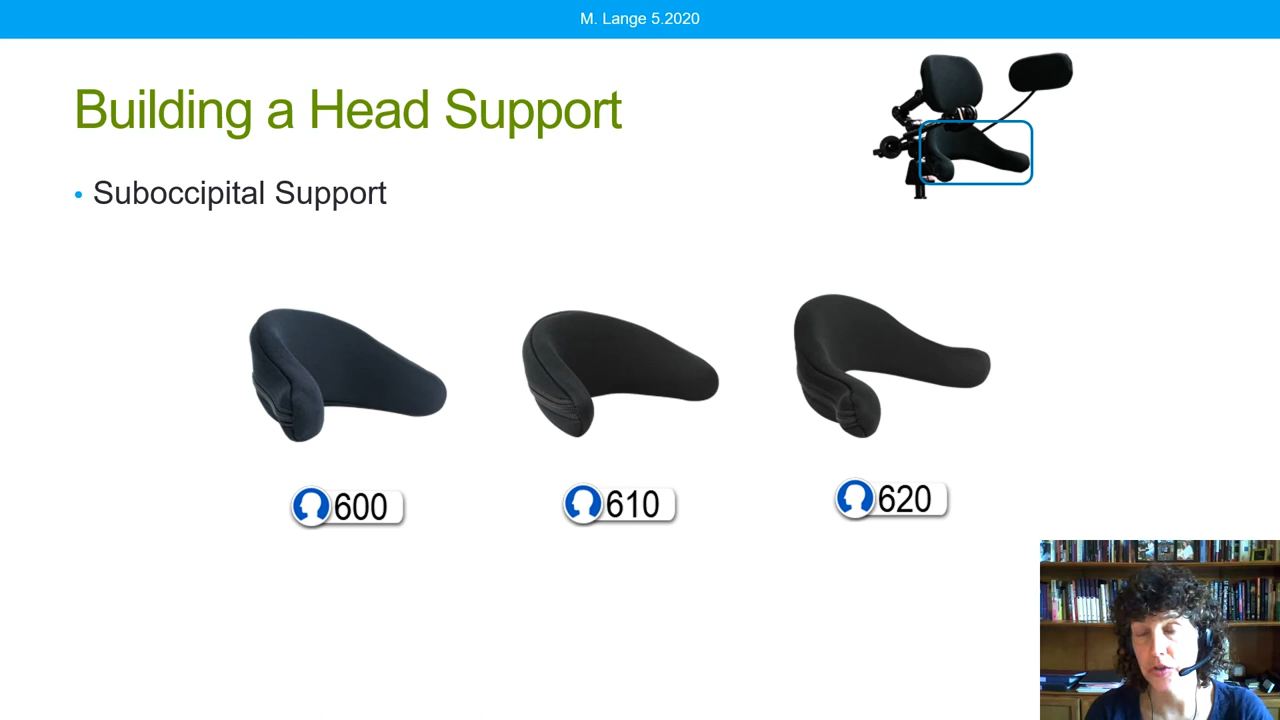 M. Lange 5.2020
Building a Head Support
• Suboccipital Support
600
610
620